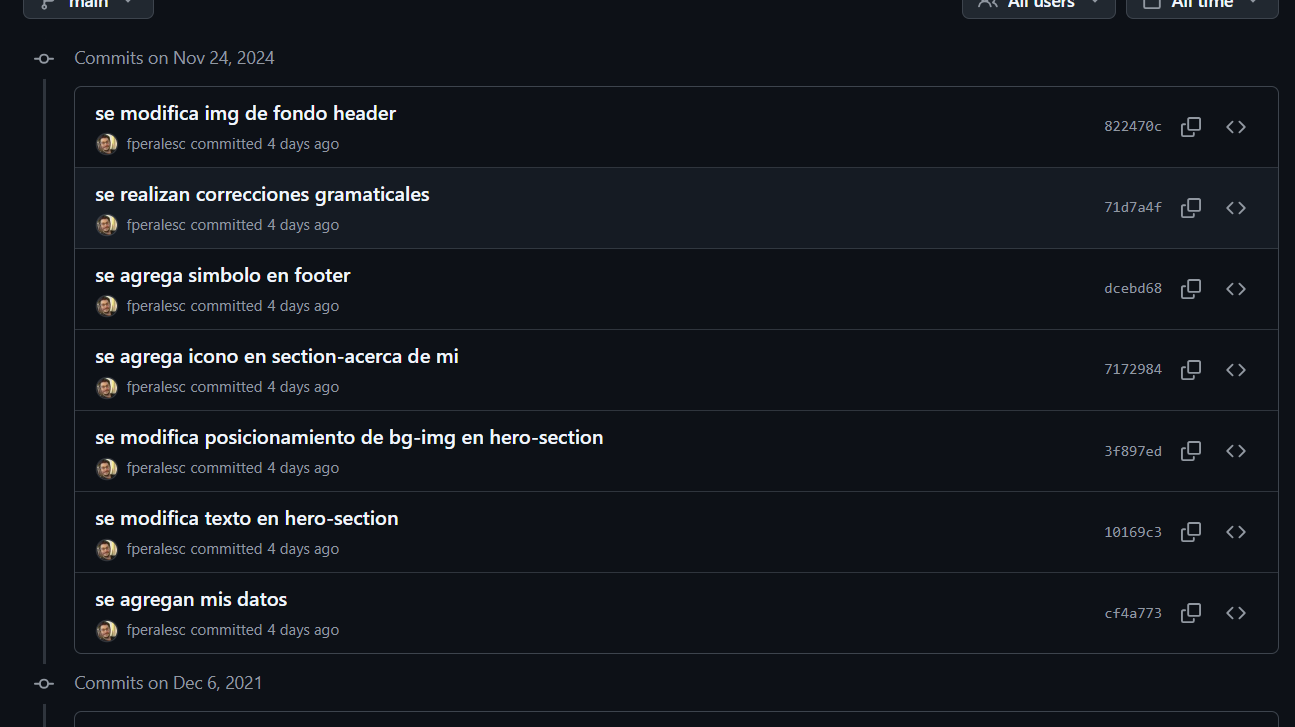 main
All users
All time
Commits on Nov 24, 2024
se modifica img de fondo header
fperalesc committed 4 days ago
822470c
se realizan correcciones gramaticales
fperalesc committed 4 days ago
71d7a4f
se agrega simbolo en footer
fperalesc committed 4 days ago
dcebd68
se agrega icono en section-acerca de mi
fperalesc committed 4 days ago
7172984
se modifica posicionamiento de bg-img en hero-section
fperalesc committed 4 days ago
3f897ed
se modifica texto en hero-section
fperalesc committed 4 days ago
10169c3
se agregan mis datos
fperalesc committed 4 days ago
cf4a773
Commits on Dec 6, 2021